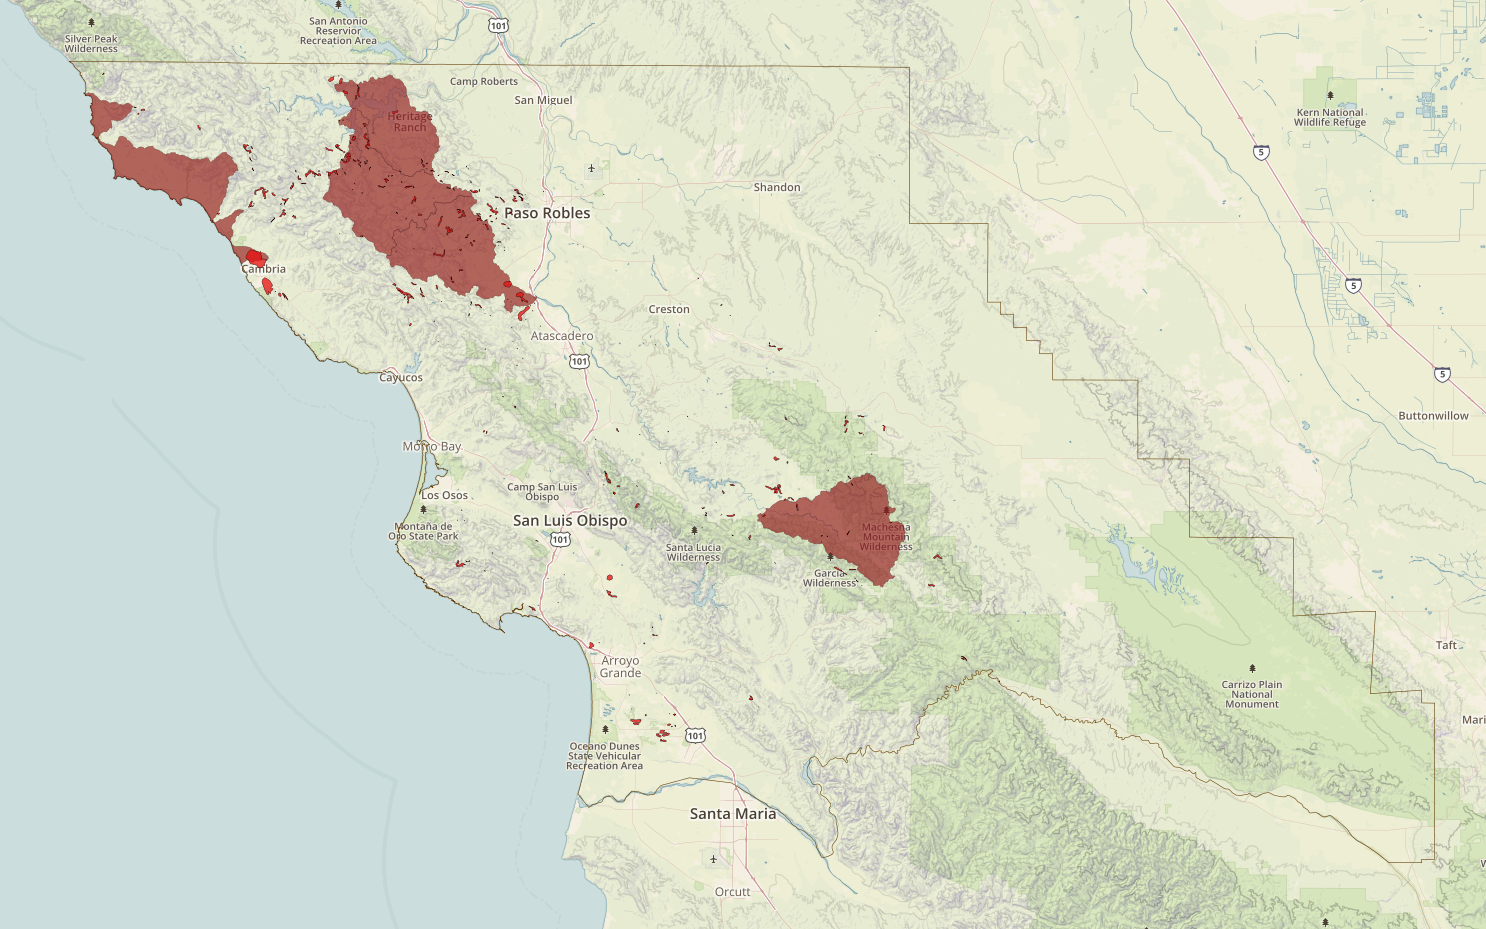 101
San Antonio
Reservior
Recreation Area
Silver Peak
Wilderness
Camp Roberts
San Miguel
Heritage
Ranch
Kern National
Wildlife Refuge
5
Shandon
Paso Robles
Cambria
5
Creston
Atascadero
101
Cayucos
5
Buttonwillow
Morro Bay
Camp San Luis
Obispo
Los Osos
San Luis Obispo
Montaña de
Oro State Park
101
Machesna
Mountain
Wilderness
Santa Lucia
Wilderness
Garcia
Wilderness
Taft
Arroyo
Grande
Carrizo Plain
National
Monument
Mari
101
Oceano Dunes
State Vehicular
Recreation Area
Santa Maria
W
Orcutt